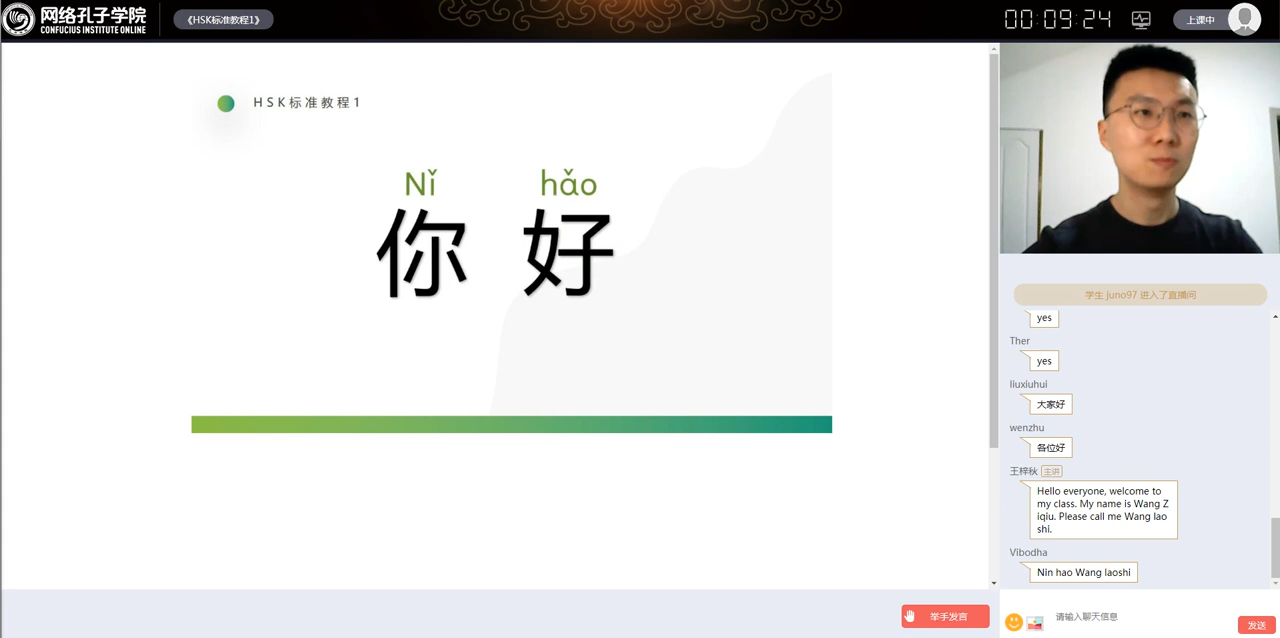 网络孔子学院
CONFUCIUS INSTITUTE ONLINE
《HSK标准教程1》
00:09:24
上课中
HSK标准教程1
Nǐ hǎo
你好
学生 juno97 进入了直播间
yes
Ther
yes
liuxiuhui
大家好
wenzhu
各位好
王梓秋 主讲
Hello everyone, welcome to
my class. My name is Wang Z
iqiu. Please call me Wang lao
shi.
Vibodha
Nin hao Wang laoshi
举手发言
请输入聊天信息
发送